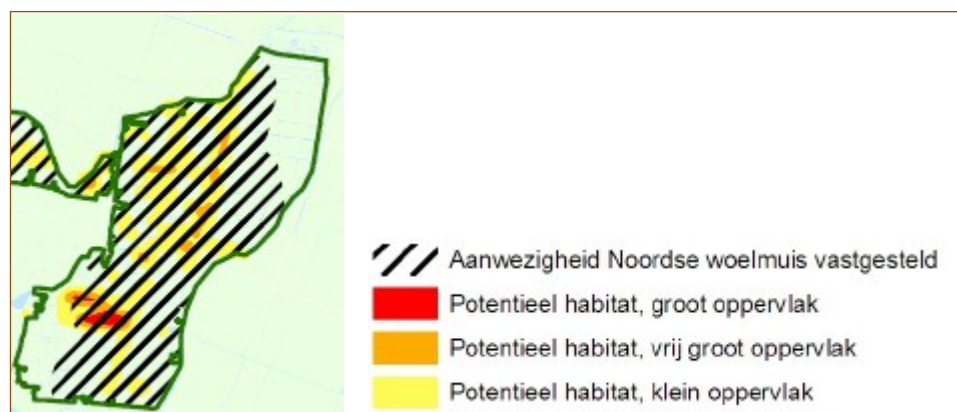 Aanwezigheid Noordse woelmuis vastgesteld
Potentieel habitat, groot oppervlak
Potentieel habitat, vrij groot oppervlak
Potentieel habitat, klein oppervlak